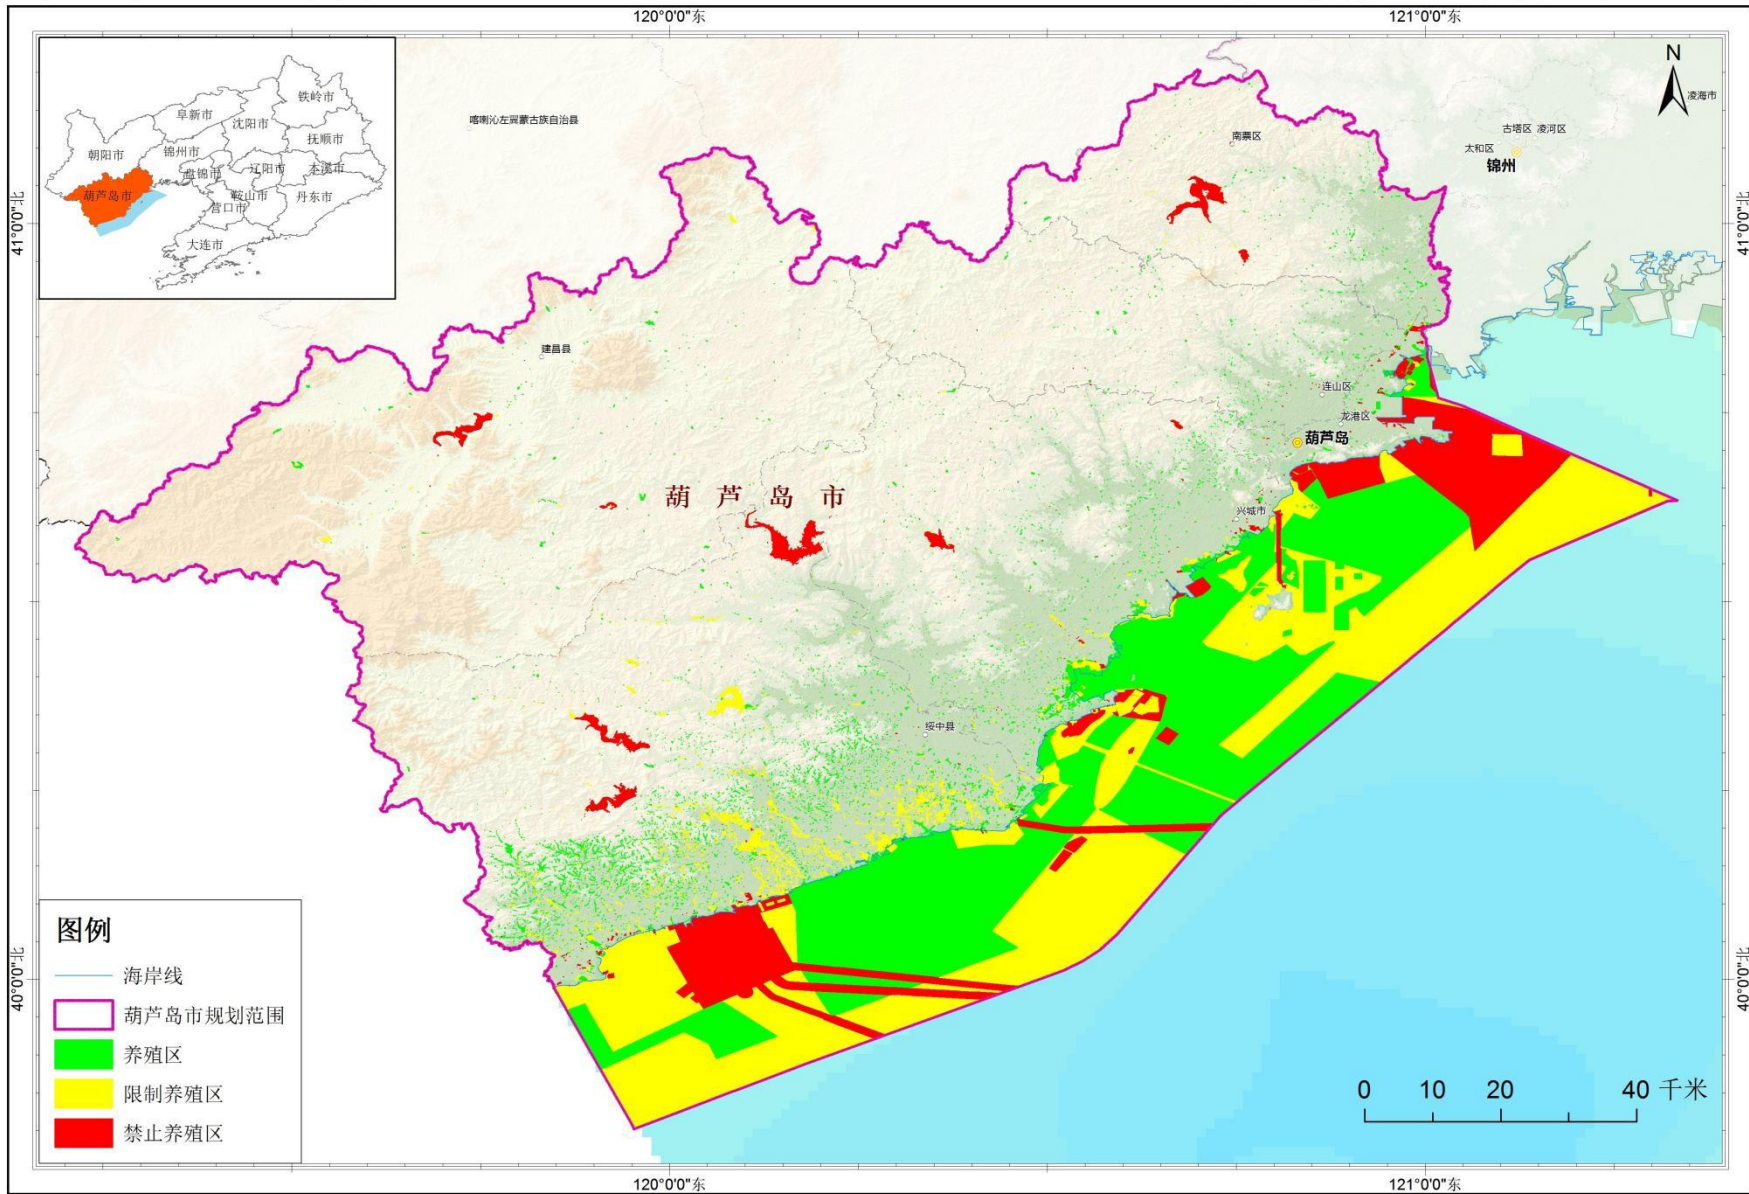 120°0'0"东
121°0'0"东
N
铁岭市
阜新市
沈阳市
抚顺市
朝阳市
锦州市
盘锦市
辽阳市
本溪市
葫芦岛市
鞍山市
丹东市
营口市
大连市
喀喇沁左翼蒙古族自治县
凌海市
古塔区 凌河区
太和区
锦州
南票区
41°0'0"北
41°0'0"北
建昌县
连山区
龙港区
葫芦岛
葫芦岛市
兴城市
绥中县
图例
海岸线
葫芦岛市规划范围
养殖区
限制养殖区
禁止养殖区
40°0'0"北
40°0'0"北
0 10 20 40 千米
120°0'0"东
121°0'0"东